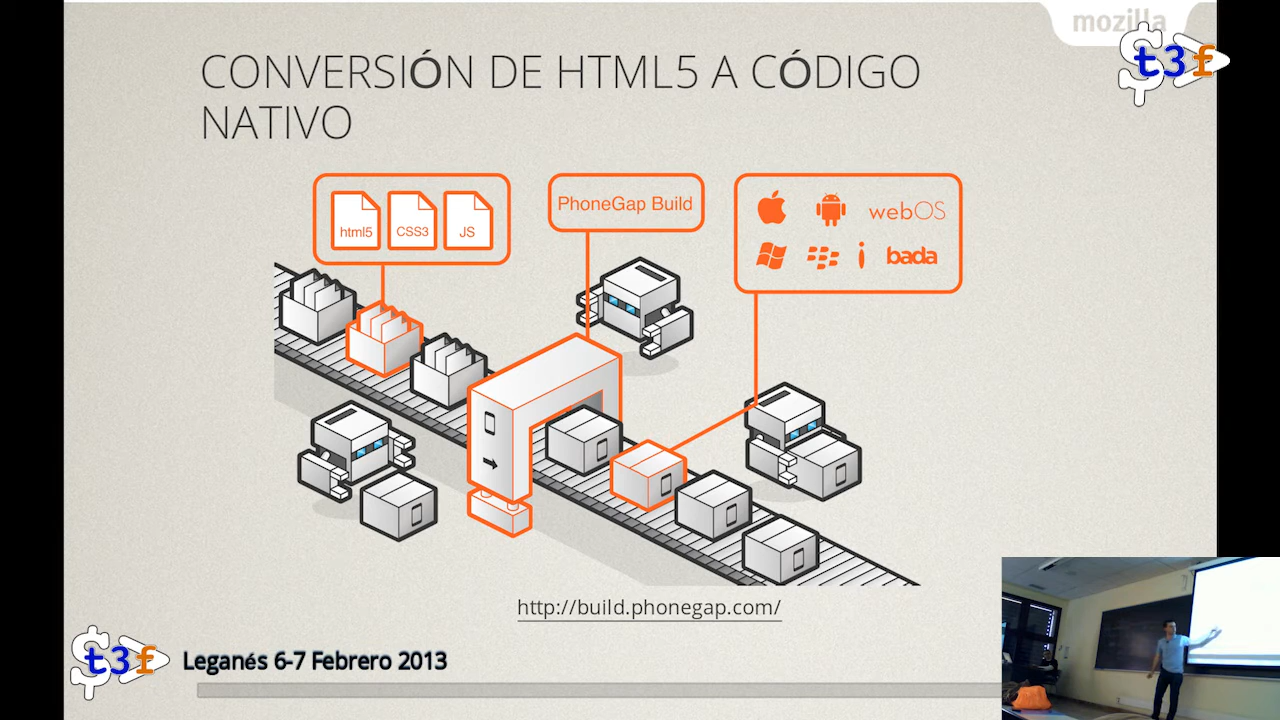 mozilla
$t3f
CONVERSIÓN DE HTML5 A CÓDIGO
NATIVO
html5 CSS3 JS
PhoneGap Build
webOS
bada
http://build.phonegap.com/
$t3f
Leganés 6-7 Febrero 2013